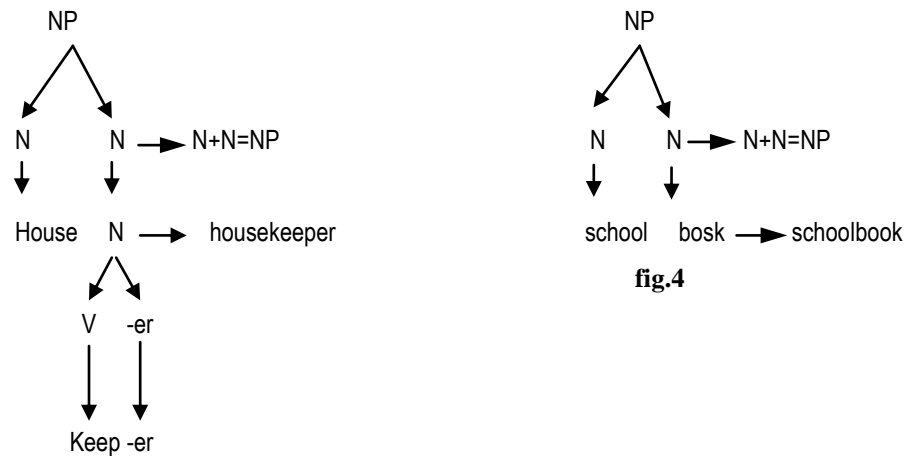 NP NP
N N N+N=NP N N N+N=NP
House N housekeeper school bosk schoolbook
fig.4
V -er
Keep -er